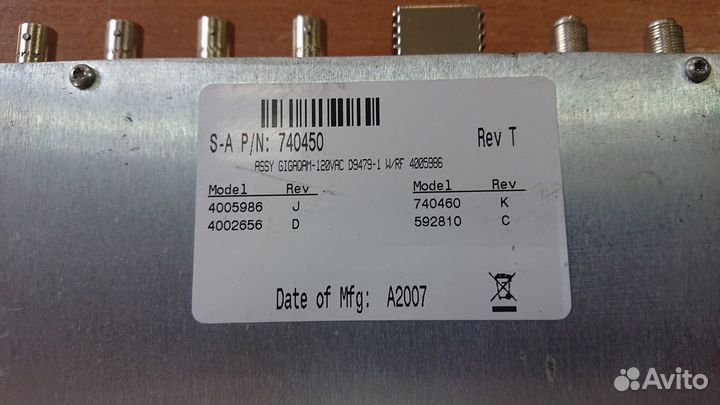 S-A P/N: 740450 Rev T
ASSY GIGAQAM-120VAC D9479-1 W/RF 4005986
Model Rev Model Rev
4005986 J 740460 K
4002656 D 592810 C
Date of Mfg: A2007
Avito